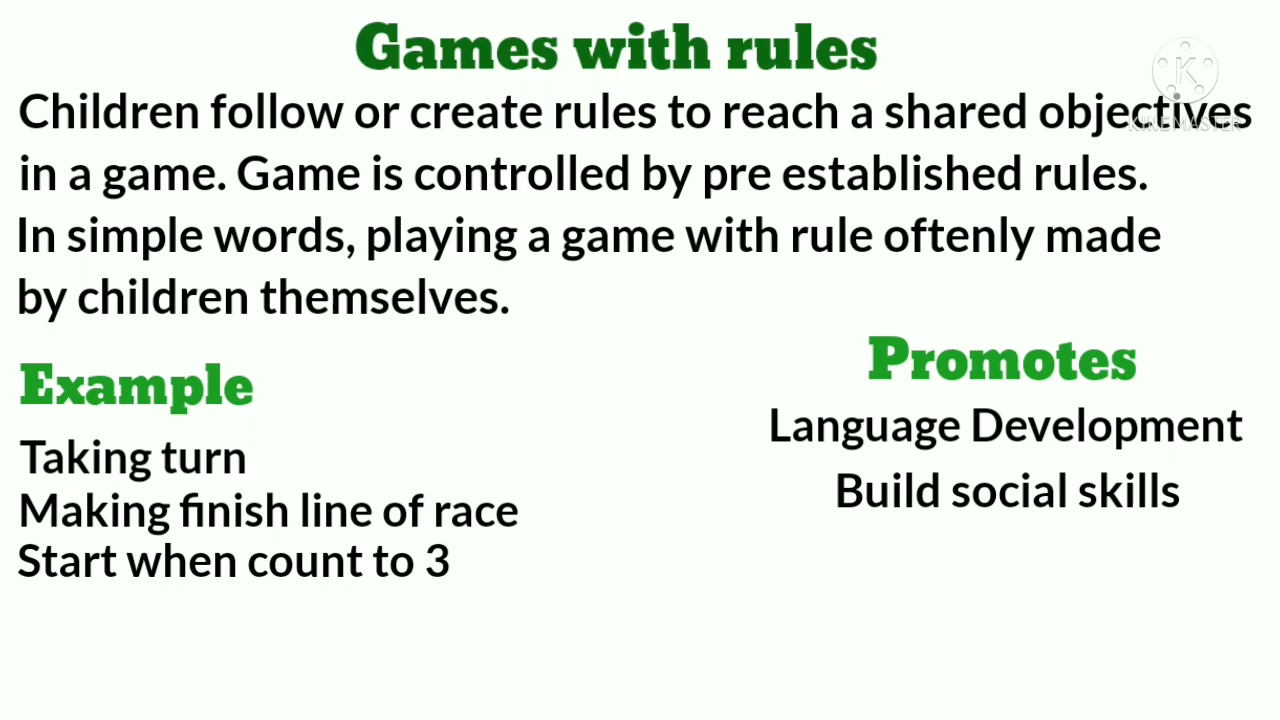 Games with rules
Children follow or create rules to reach a shared objectives
in a game. Game is controlled by pre established rules.
In simple words, playing a game with rule oftenly made
by children themselves.
Example
Taking turn
Making finish line of race
Start when count to 3
Promotes
Language Development
Build social skills
K
KINEMASTER